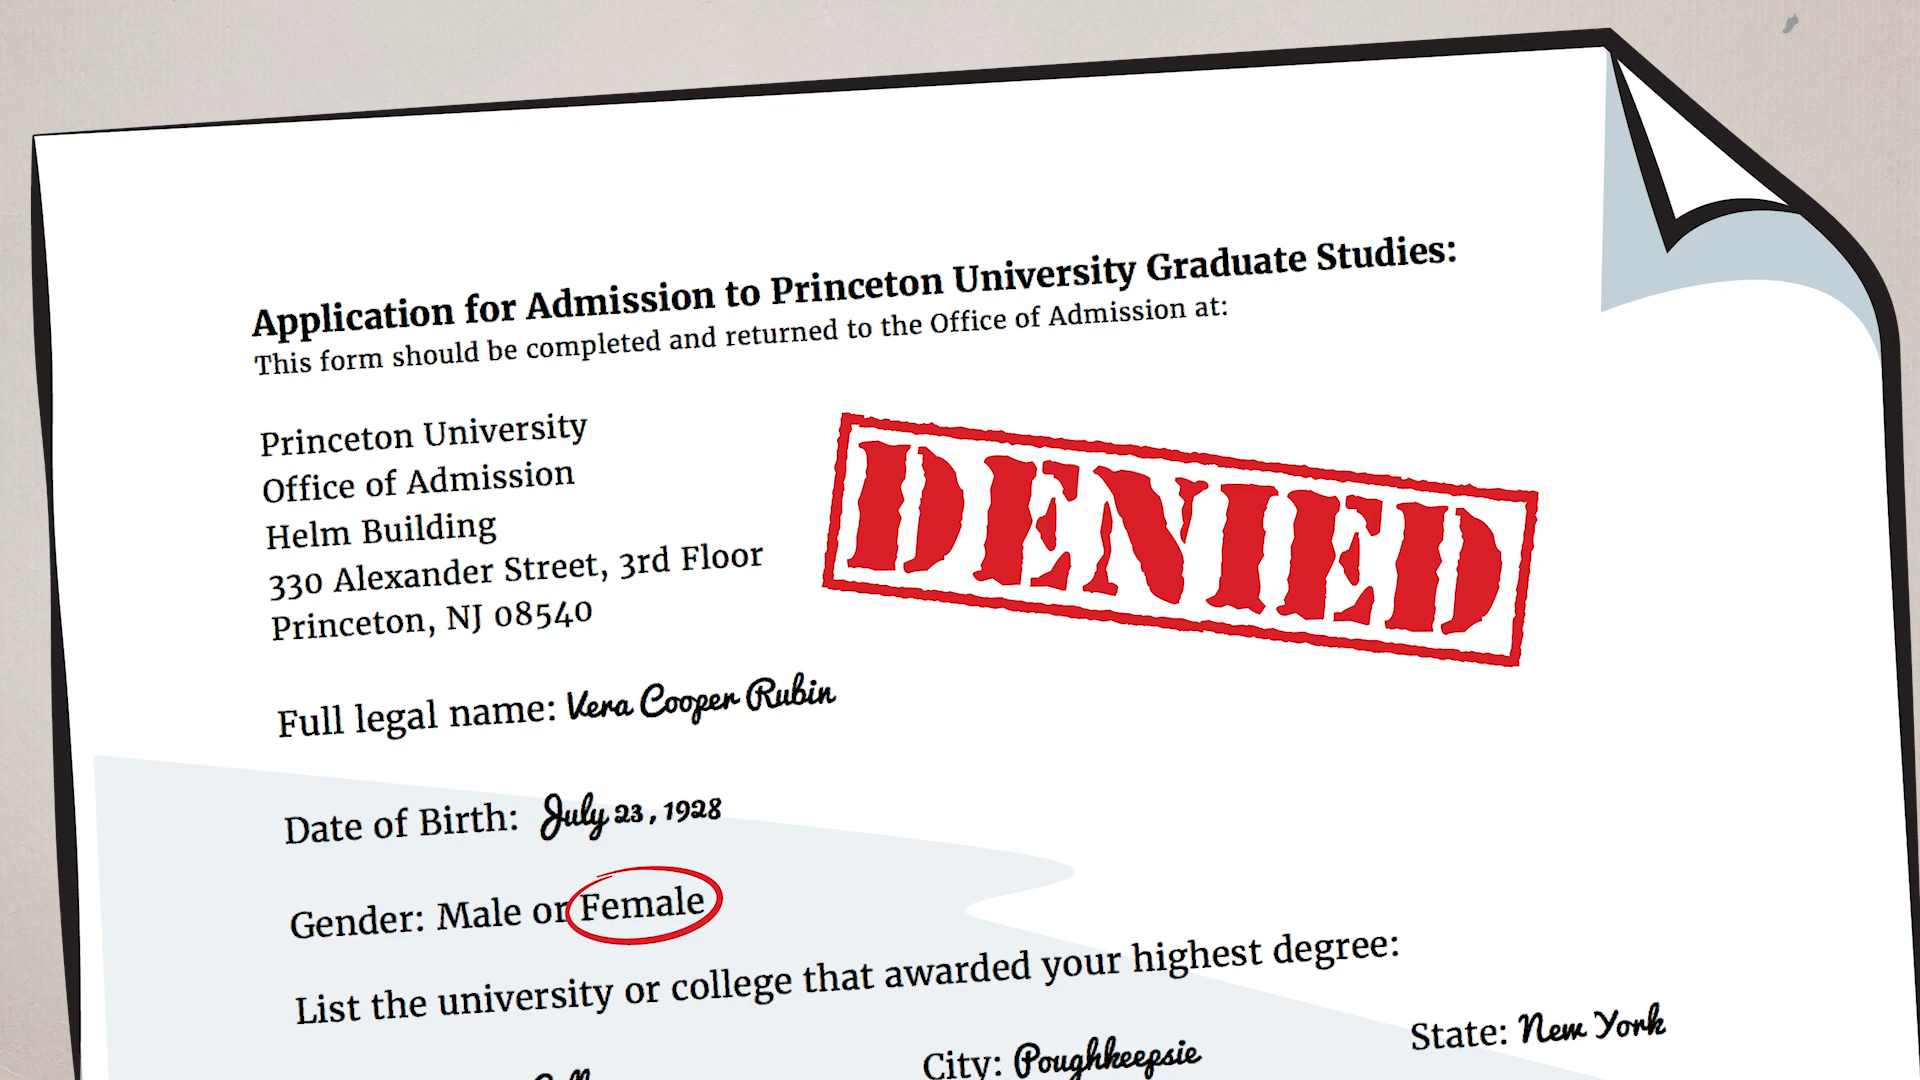 Application for Admission to Princeton University Graduate Studies:
This form should be completed and returned to the Office of Admission at:
Princeton University
Office of Admission
Helm Building
330 Alexander Street, 3rd Floor
Princeton, NJ 08540
DENIED
Full legal name: Vera Cooper Rubin
Date of Birth: July 23, 1928
Gender: Male or Female
List the university or college that awarded your highest degree:
City: Poughkeepsie State: New York